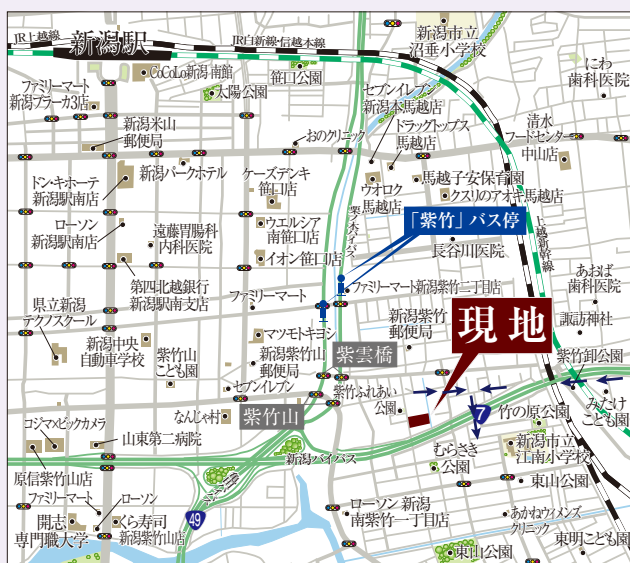 JR上越線
新潟駅
JR白新線・信越本線
新潟市立
沼垂小学校
にわ
歯科医院
CoCoLo新潟 南館
笹口公園
ファミリーマート
新潟プラーカ3店
太陽公園
セブンイレブン
新潟本馬越店
ドラッグトップス
馬越店
清水
フードセンター
中山店
新潟米山
郵便局
おのクリニック
ドン・キホーテ
新潟駅南店
新潟パークホテル
ケーズデンキ
笹口店
ウオロク
馬越店
馬越子安保育園
クスリのアオキ馬越店
栗ノ木バイパス
「紫竹」バス停
上越新幹線
ローソン
新潟駅南店
遠藤胃腸科
内科医院
ウエルシア
南笹口店
長谷川医院
イオン笹口店
第四北越銀行
新潟駅南支店
ファミリーマート
ファミリーマート新潟紫竹二丁目店
あおば
歯科医院
県立新潟
テクノスクール
新潟中央
自動車学校
マツモトキヨシ
新潟紫竹
郵便局
現地
諏訪神社
紫竹山
こども園
新潟紫竹山
郵便局
紫雲橋
紫竹卸公園
セブンイレブン
紫竹ふれあい
公園
みたけ
こども園
なんじゃ村
紫竹山
7
竹の原公園
コジマ×ビックカメラ
山東第二病院
新潟バイパス
むらさき
公園
新潟市立
江南小学校
原信紫竹山店
東山公園
ファミリーマート
ローソン
49
ローソン 新潟
南紫竹一丁目店
あかねウィメンズ
クリニック
開志
専門職大学
くら寿司
新潟紫竹山店
東山公園
東明こども園